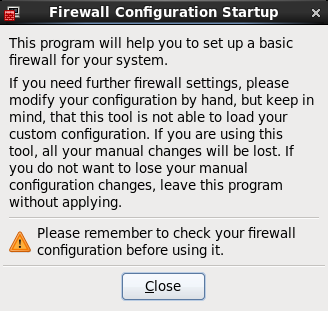 Firewall Configuration Startup
This program will help you to set up a basic
firewall for your system.
If you need further firewall settings, please
modify your configuration by hand, but keep in
mind, that this tool is not able to load your
custom configuration. If you are using this
tool, all your manual changes will be lost. If
you do not want to lose your manual
configuration changes, leave this program
without applying.
Please remember to check your firewall
configuration before using it.
Close